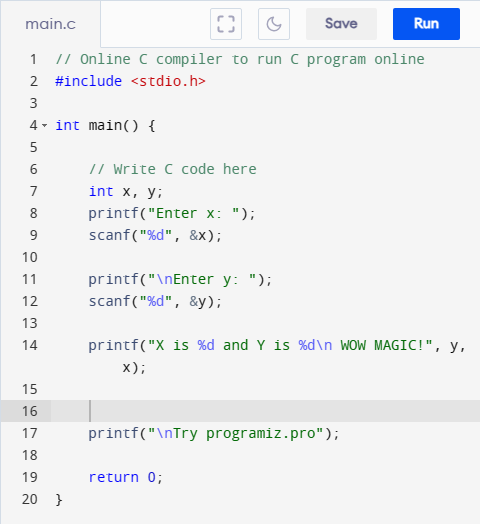 main.c
Save
Run
1 // Online C compiler to run C program online
2 #include <stdio.h>
3
4 int main() {
5
6 // Write C code here
7 int x, y;
8 printf("Enter x: ");
9 scanf("%d", &x);
10
11 printf("\nEnter y: ");
12 scanf("%d", &y);
13
14 printf("X is %d and Y is %d\n WOW MAGIC!", y,
x);
15
16
17 printf("\nTry programiz.pro");
18
19 return 0;
20 }